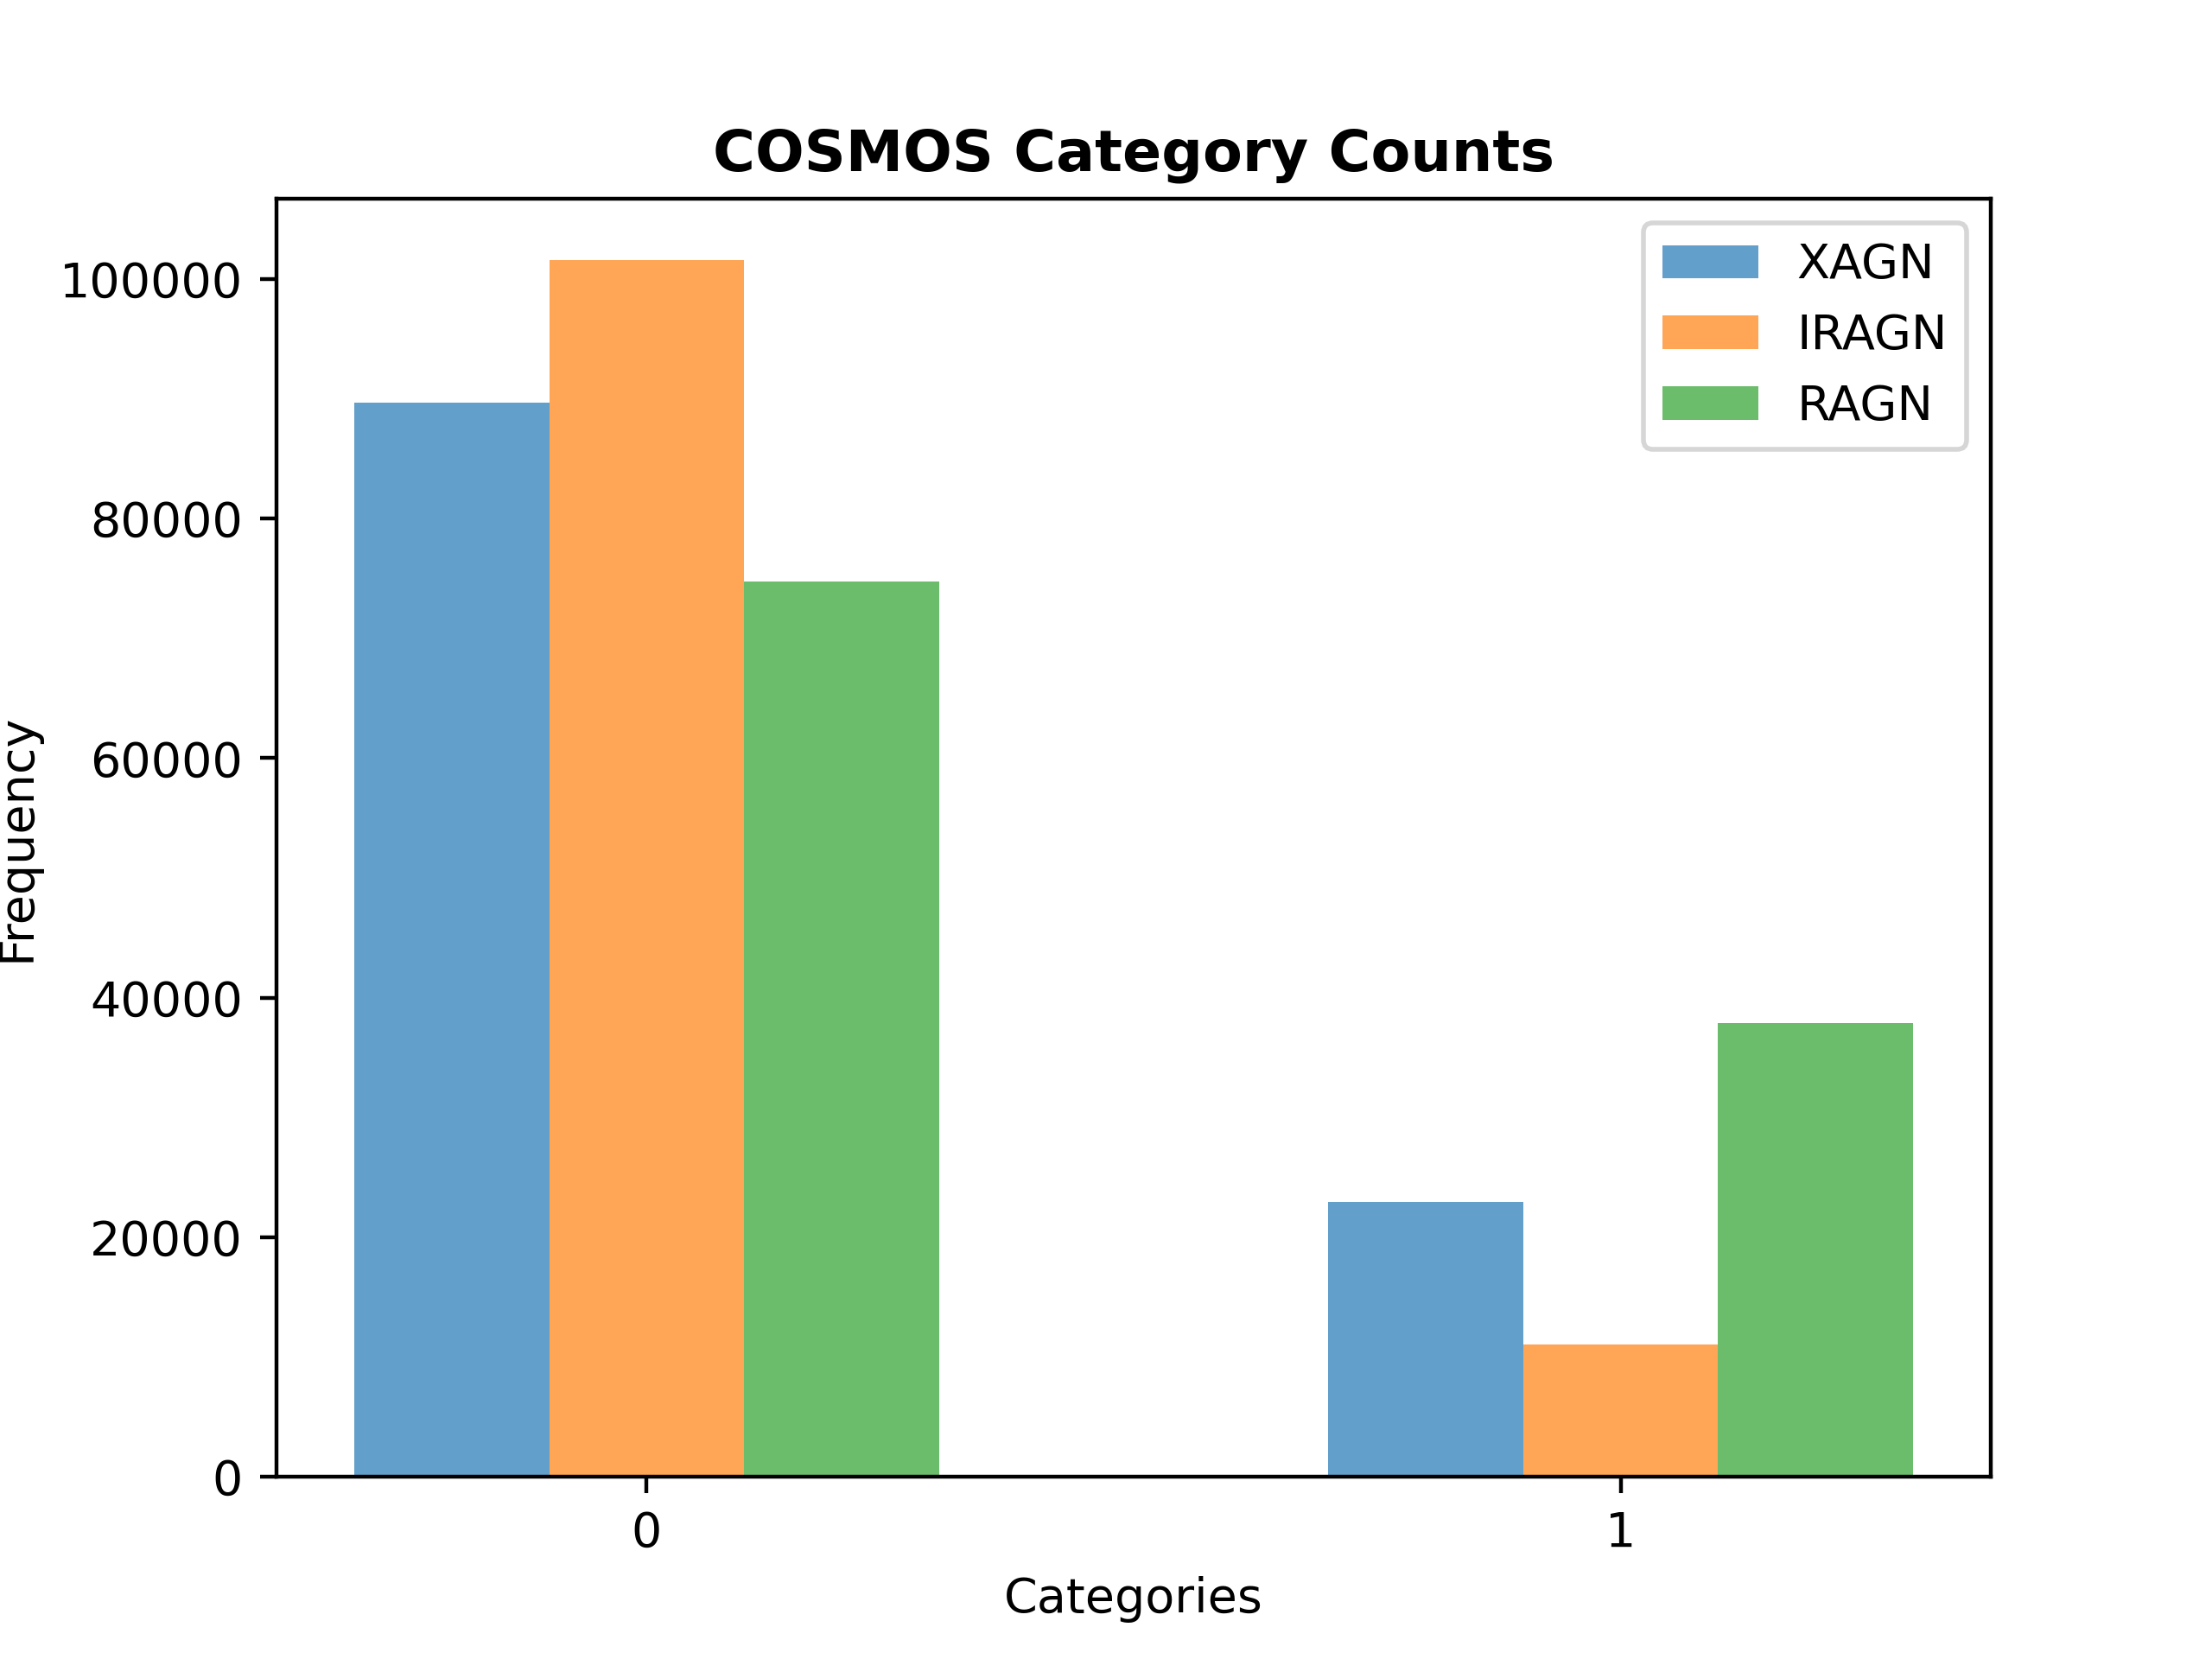 COSMOS Category Counts
XAGN
IRAGN
RAGN
100000
80000
60000
40000
20000
0
Frequency
0
1
Categories